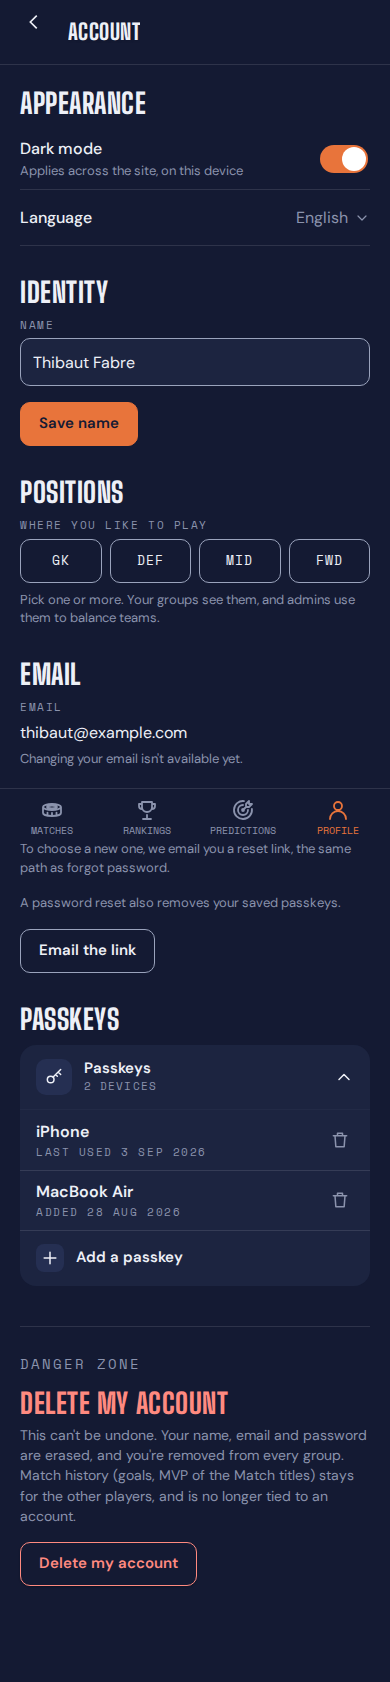 ACCOUNT
APPEARANCE
Dark mode
Applies across the site, on this device
Language
English
IDENTITY
NAME
Thibaut Fabre
Save name
POSITIONS
WHERE YOU LIKE TO PLAY
GK DEF MID FWD
Pick one or more. Your groups see them, and admins use
them to balance teams.
EMAIL
EMAIL
thibaut@example.com
Changing your email isn't available yet.
MATCHES RANKINGS PREDICTIONS PROFILE
To choose a new one, we email you a reset link, the same
path as forgot password.
A password reset also removes your saved passkeys.
Email the link
PASSKEYS
Passkeys
2 DEVICES
iPhone
LAST USED 3 SEP 2026
MacBook Air
ADDED 28 AUG 2026
Add a passkey
DANGER ZONE
DELETE MY ACCOUNT
This can't be undone. Your name, email and password
are erased, and you're removed from every group.
Match history (goals, MVP of the Match titles) stays
for the other players, and is no longer tied to an
account.
Delete my account